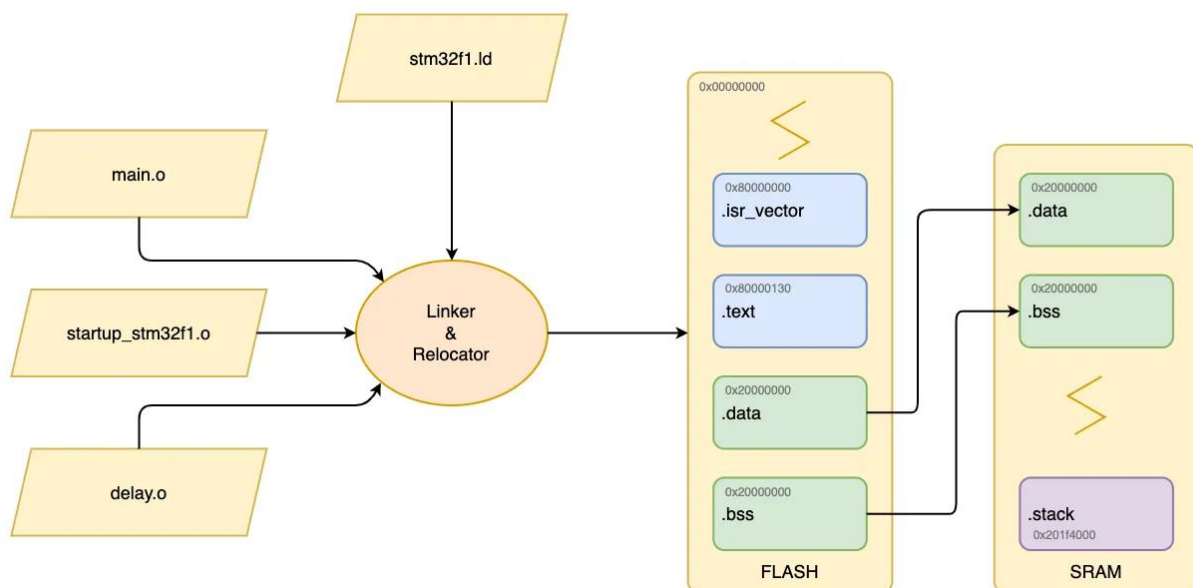 stm32f1.ld
main.o
startup_stm32f1.o
delay.o
Linker
&
Relocator
0x00000000
0x80000000
.isr_vector
0x80000130
.text
0x20000000
.data
0x20000000
.bss
FLASH
0x20000000
.data
0x20000000
.bss
.stack
0x201f4000
SRAM